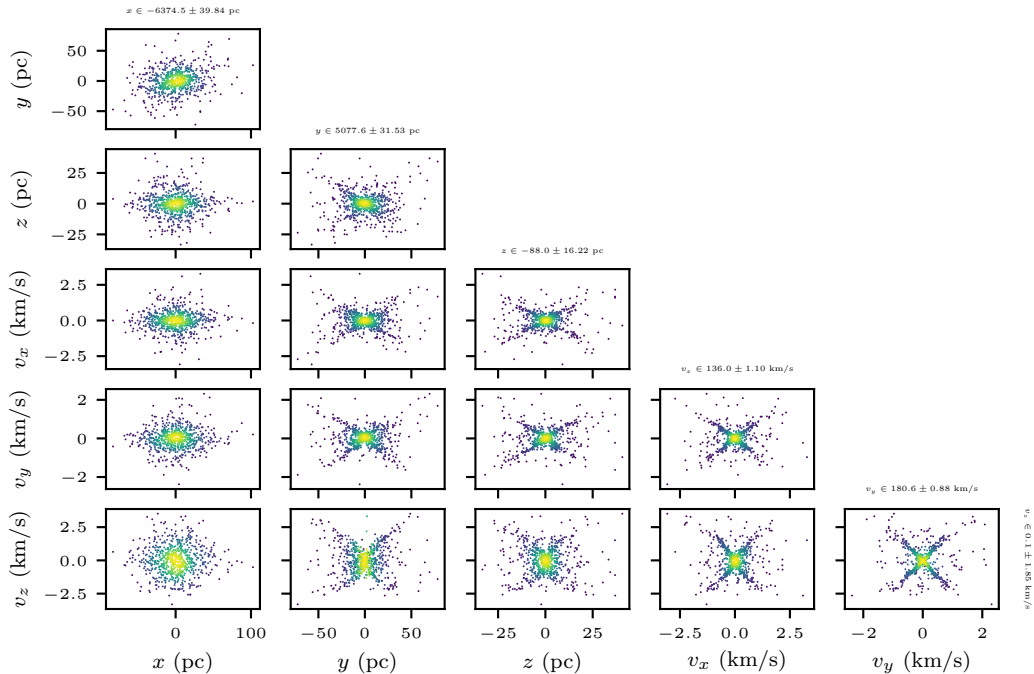 x ∈ −6374.5 ± 39.84 pc
y (pc)
50
0
−50
y ∈ 5077.6 ± 31.53 pc
z (pc)
25
0
−25
z ∈ −88.0 ± 16.22 pc
v_x (km/s)
2.5
0.0
−2.5
v_x ∈ 136.0 ± 1.10 km/s
v_y (km/s)
2
0
−2
v_y ∈ 180.6 ± 0.88 km/s
v_z (km/s)
2.5
0.0
−2.5
v_z ∈ 0.1 ± 1.85 km/s
0 100
−50 0 50
−25 0 25
−2.5 0.0 2.5
−2 0 2
x (pc)
y (pc)
z (pc)
v_x (km/s)
v_y (km/s)